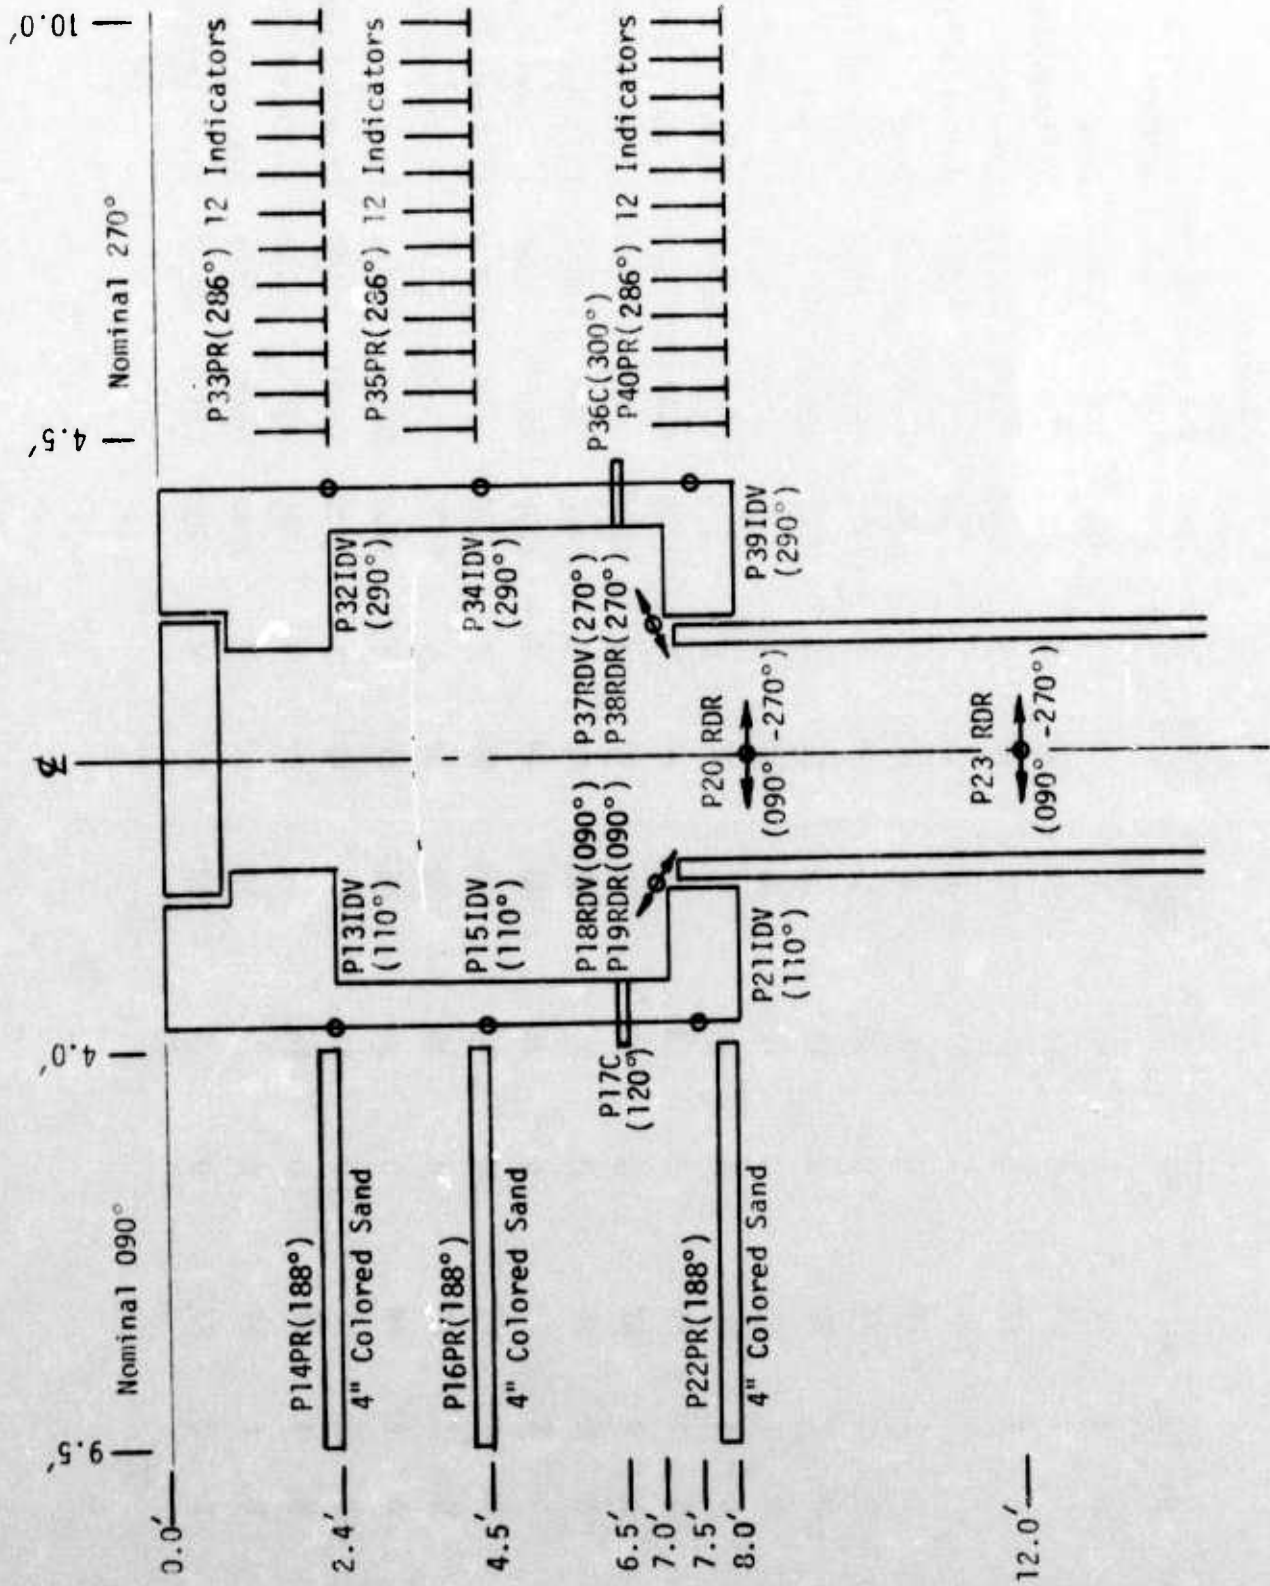 Nominal 090°
Nominal 270°
9.5'
4.0'
4.5'
10.0'
0.0'
2.4'
4.5'
6.5'
7.0'
7.5'
8.0'
12.0'
P14PR(188°)
4" Colored Sand
P16PR(188°)
4" Colored Sand
P22PR(188°)
4" Colored Sand
P13IDV
(110°)
P15IDV
(110°)
P17C
(120°)
P18RDV(090°)
P19RDR(090°)
P21IDV
(110°)
P20 RDR
(090° -270°)
P23 RDR
(090° -270°)
P32IDV
(290°)
P34IDV
(290°)
P37RDV(270°)
P38RDR(270°)
P39IDV
(290°)
P33PR(286°) 12 Indicators
P35PR(286°) 12 Indicators
P36C(300°)
P40PR(286°) 12 Indicators